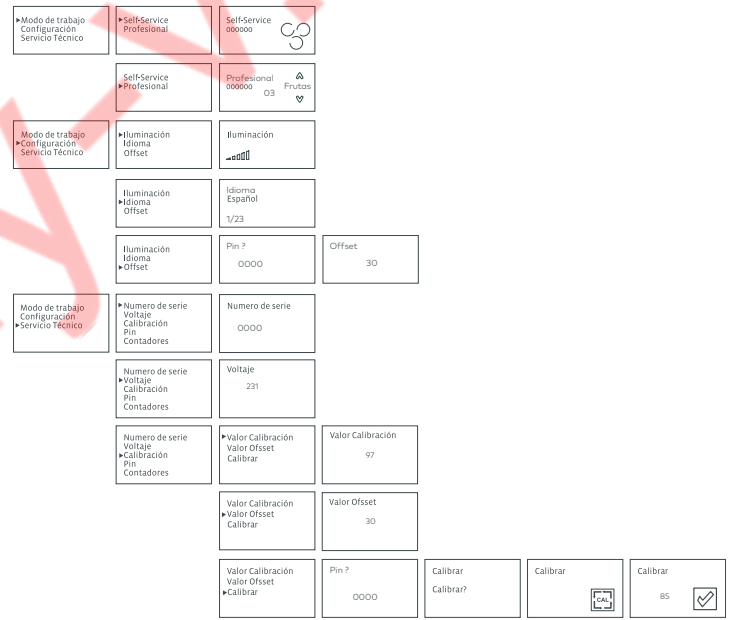 ▸Modo de trabajo
Configuración
Servicio Técnico
▸Self-Service
Profesional
Self-Service
000000
Self-Service
▸Profesional
Profesional
000000
03
Frutas
Modo de trabajo
▸Configuración
Servicio Técnico
▸Iluminación
Idioma
Offset
Iluminación
Iluminación
▸Idioma
Offset
Idioma
Español
1/23
Iluminación
Idioma
▸Offset
Pin ?
0000
Offset
30
Modo de trabajo
Configuración
▸Servicio Técnico
▸Numero de serie
Voltaje
Calibración
Pin
Contadores
Numero de serie
0000
Numero de serie
▸Voltaje
Calibración
Pin
Contadores
Voltaje
231
Numero de serie
Voltaje
▸Calibración
Pin
Contadores
▸Valor Calibración
Valor Ofsset
Calibrar
Valor Calibración
97
Valor Calibración
▸Valor Ofsset
Calibrar
Valor Ofsset
30
Valor Calibración
Valor Ofsset
▸Calibrar
Pin ?
0000
Calibrar
Calibrar?
Calibrar
CAL
Calibrar
85